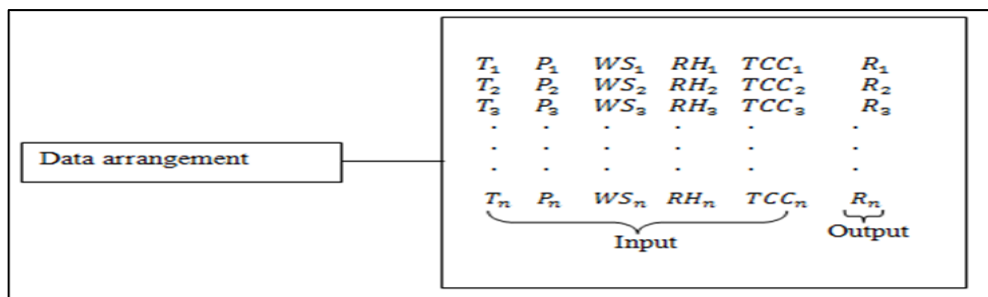 T₁ P₁ WS₁ RH₁ TCC₁ R₁
T₂ P₂ WS₂ RH₂ TCC₂ R₂
T₃ P₃ WS₃ RH₃ TCC₃ R₃
. . . . . .
. . . . . .
Data arrangement
. . . . . .
Tₙ Pₙ WSₙ RHₙ TCCₙ Rₙ
Input
Output